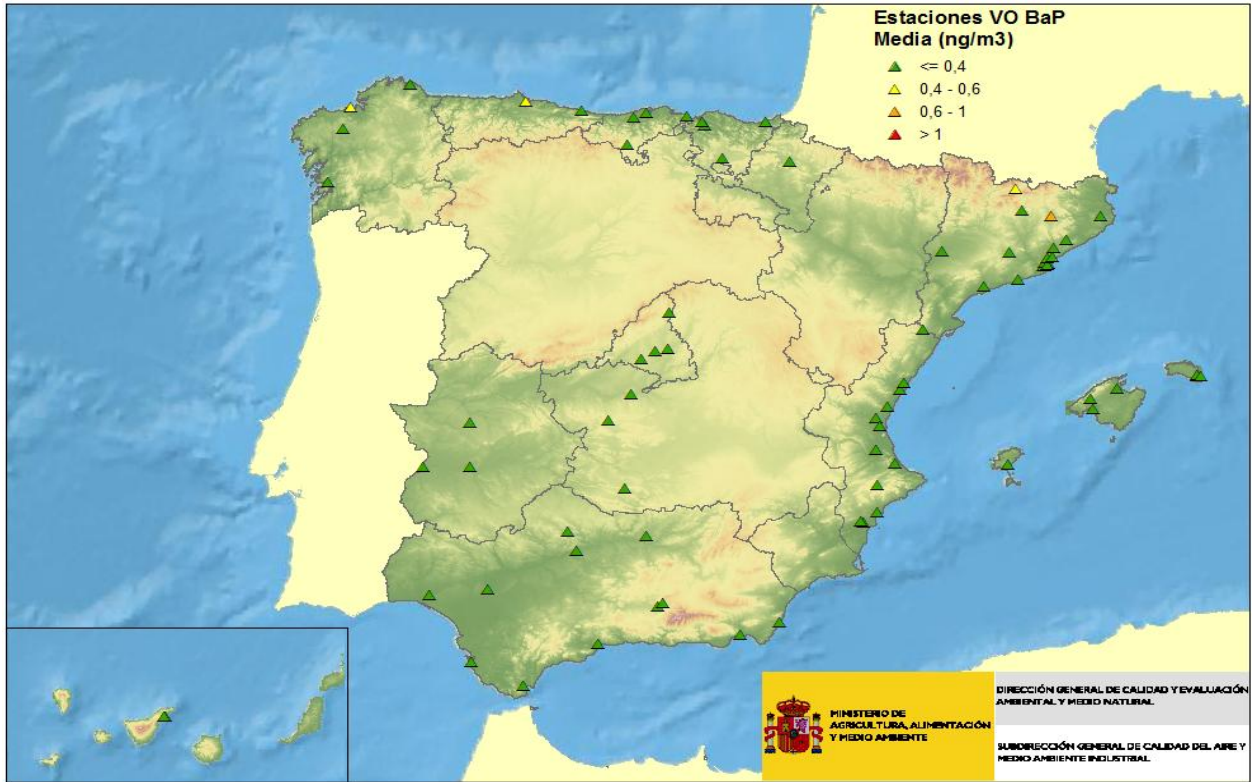 Estaciones VO BaP
Media (ng/m3)
<= 0,4
0,4 - 0,6
0,6 - 1
> 1
MINISTERIO DE
AGRICULTURA, ALIMENTACIÓN
Y MEDIO AMBIENTE
DIRECCIÓN GENERAL DE CALIDAD Y EVALUACIÓN
AMBIENTAL Y MEDIO NATURAL
SUBDIRECCIÓN GENERAL DE CALIDAD DEL AIRE Y
MEDIO AMBIENTE INDUSTRIAL